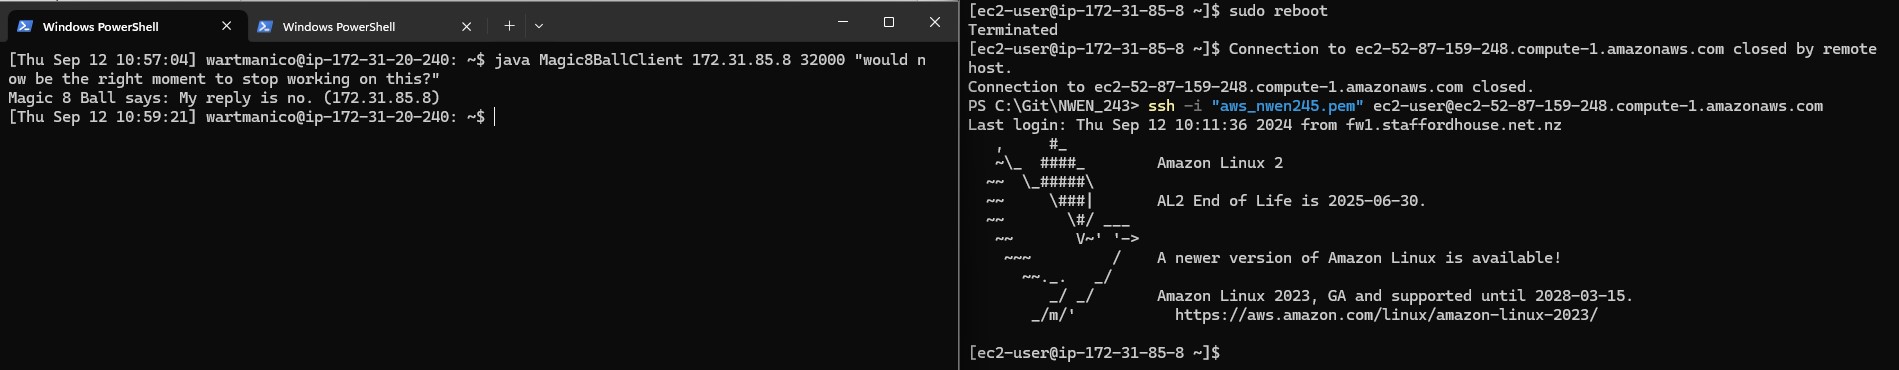 Windows PowerShell
Windows PowerShell
[Thu Sep 12 10:57:04] wartmanico@ip-172-31-20-240: ~$ java Magic8BallClient 172.31.85.8 32000 "would n
ow be the right moment to stop working on this?"
Magic 8 Ball says: My reply is no. (172.31.85.8)
[Thu Sep 12 10:59:21] wartmanico@ip-172-31-20-240: ~$
[ec2-user@ip-172-31-85-8 ~]$ sudo reboot
Terminated
[ec2-user@ip-172-31-85-8 ~]$ Connection to ec2-52-87-159-248.compute-1.amazonaws.com closed by remote
host.
Connection to ec2-52-87-159-248.compute-1.amazonaws.com closed.
PS C:\Git\NWEN_243> ssh -i "aws_nwen245.pem" ec2-user@ec2-52-87-159-248.compute-1.amazonaws.com
Last login: Thu Sep 12 10:11:36 2024 from fw1.staffordhouse.net.nz
   ,     #_
   ~\_  ####_        Amazon Linux 2
  ~~  \_#####\
  ~~     \###|       AL2 End of Life is 2025-06-30.
  ~~       \#/ ___
   ~~       V~' '->
    ~~~         /    A newer version of Amazon Linux is available!
      ~~._.   _/
         _/ _/       Amazon Linux 2023, GA and supported until 2028-03-15.
       _/m/'           https://aws.amazon.com/linux/amazon-linux-2023/
[ec2-user@ip-172-31-85-8 ~]$